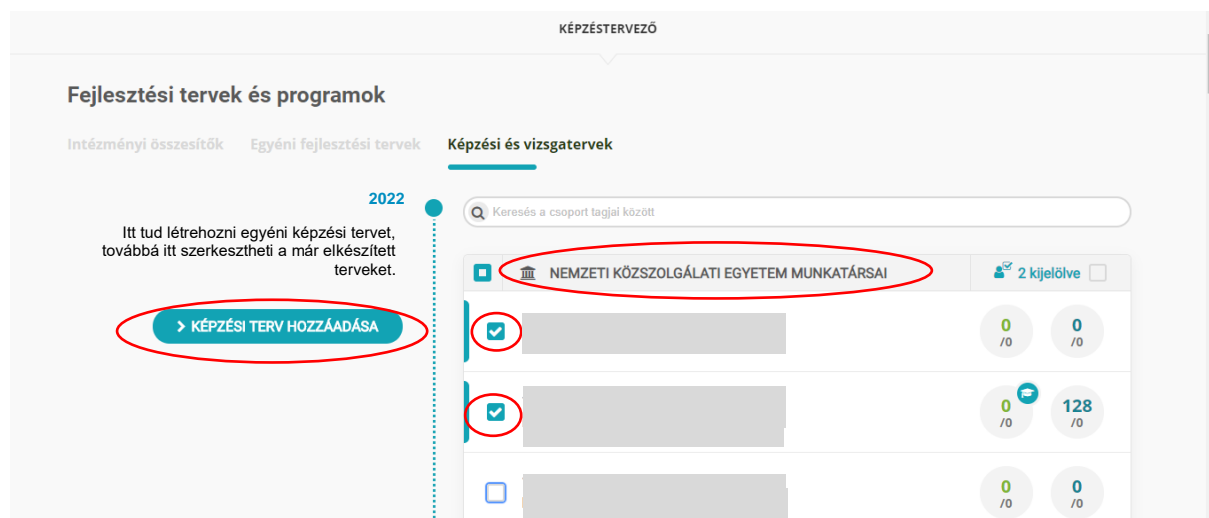 KÉPZÉSTERVEZŐ
Fejlesztési tervek és programok
Intézményi összesítők Egyéni fejlesztési tervek Képzési és vizsgatervek
2022
Itt tud létrehozni egyéni képzési tervet,
továbbá itt szerkesztheti a már elkészített
terveket.
> KÉPZÉSI TERV HOZZÁADÁSA
Keresés a csoport tagjai között
NEMZETI KÖZSZOLGÁLATI EGYETEM MUNKATÁRSAI 2 kijelölve
0 0
/0 /0
0 128
/0 /0
0 0
/0 /0